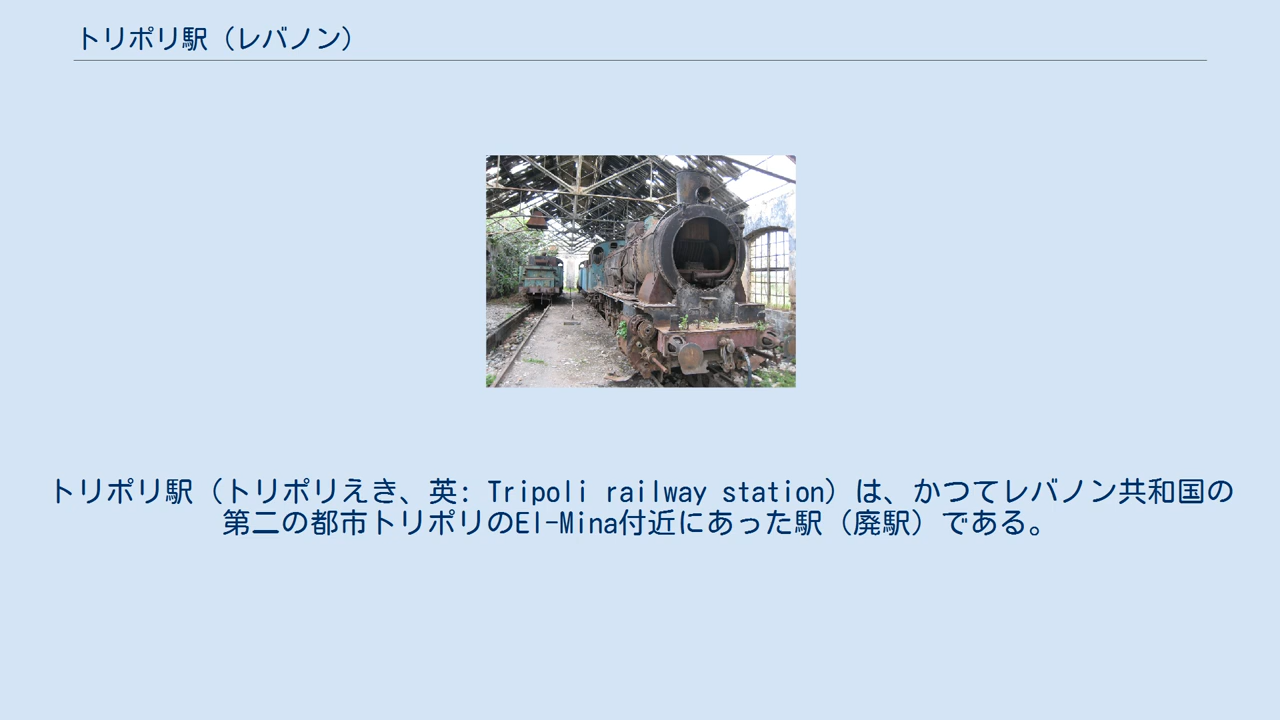 トリポリ駅（レバノン）
トリポリ駅（トリポリえき、英: Tripoli railway station）は、かつてレバノン共和国の
第二の都市トリポリのEl-Mina付近にあった駅（廃駅）である。